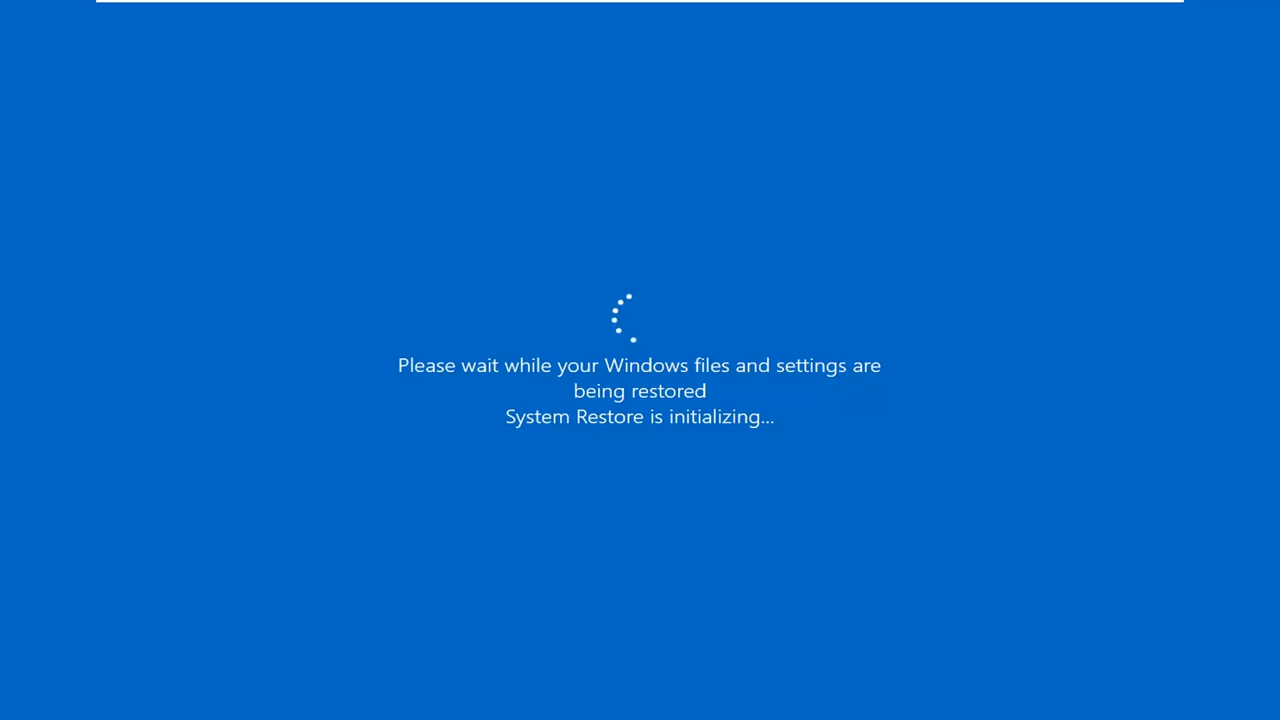 Please wait while your Windows files and settings are
being restored
System Restore is initializing...